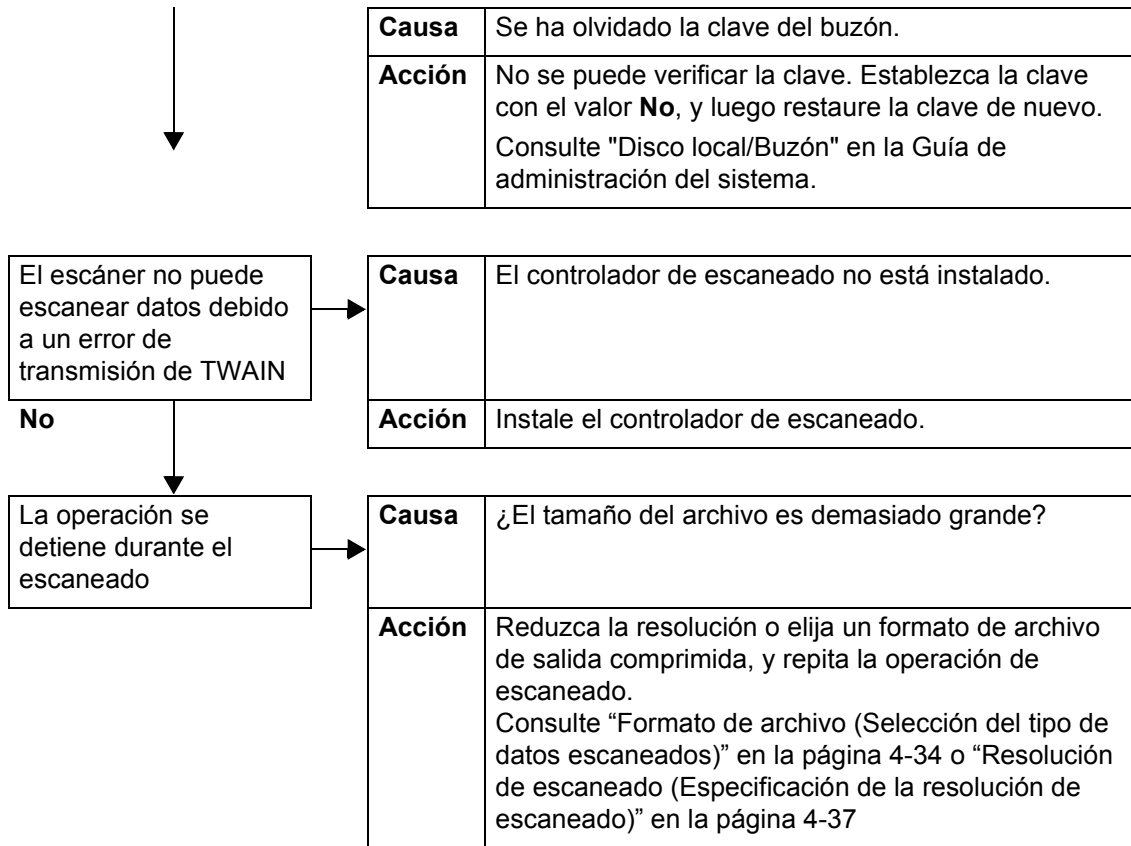 Causa
Se ha olvidado la clave del buzón.
Acción
No se puede verificar la clave. Establezca la clave
con el valor No, y luego restaure la clave de nuevo.
Consulte "Disco local/Buzón" en la Guía de
administración del sistema.
El escáner no puede
escanear datos debido
a un error de
transmisión de TWAIN
Causa
El controlador de escaneado no está instalado.
No
Acción
Instale el controlador de escaneado.
La operación se
detiene durante el
escaneado
Causa
¿El tamaño del archivo es demasiado grande?
Acción
Reduzca la resolución o elija un formato de archivo
de salida comprimida, y repita la operación de
escaneado.
Consulte “Formato de archivo (Selección del tipo de
datos escaneados)” en la página 4-34 o “Resolución
de escaneado (Especificación de la resolución de
escaneado)” en la página 4-37